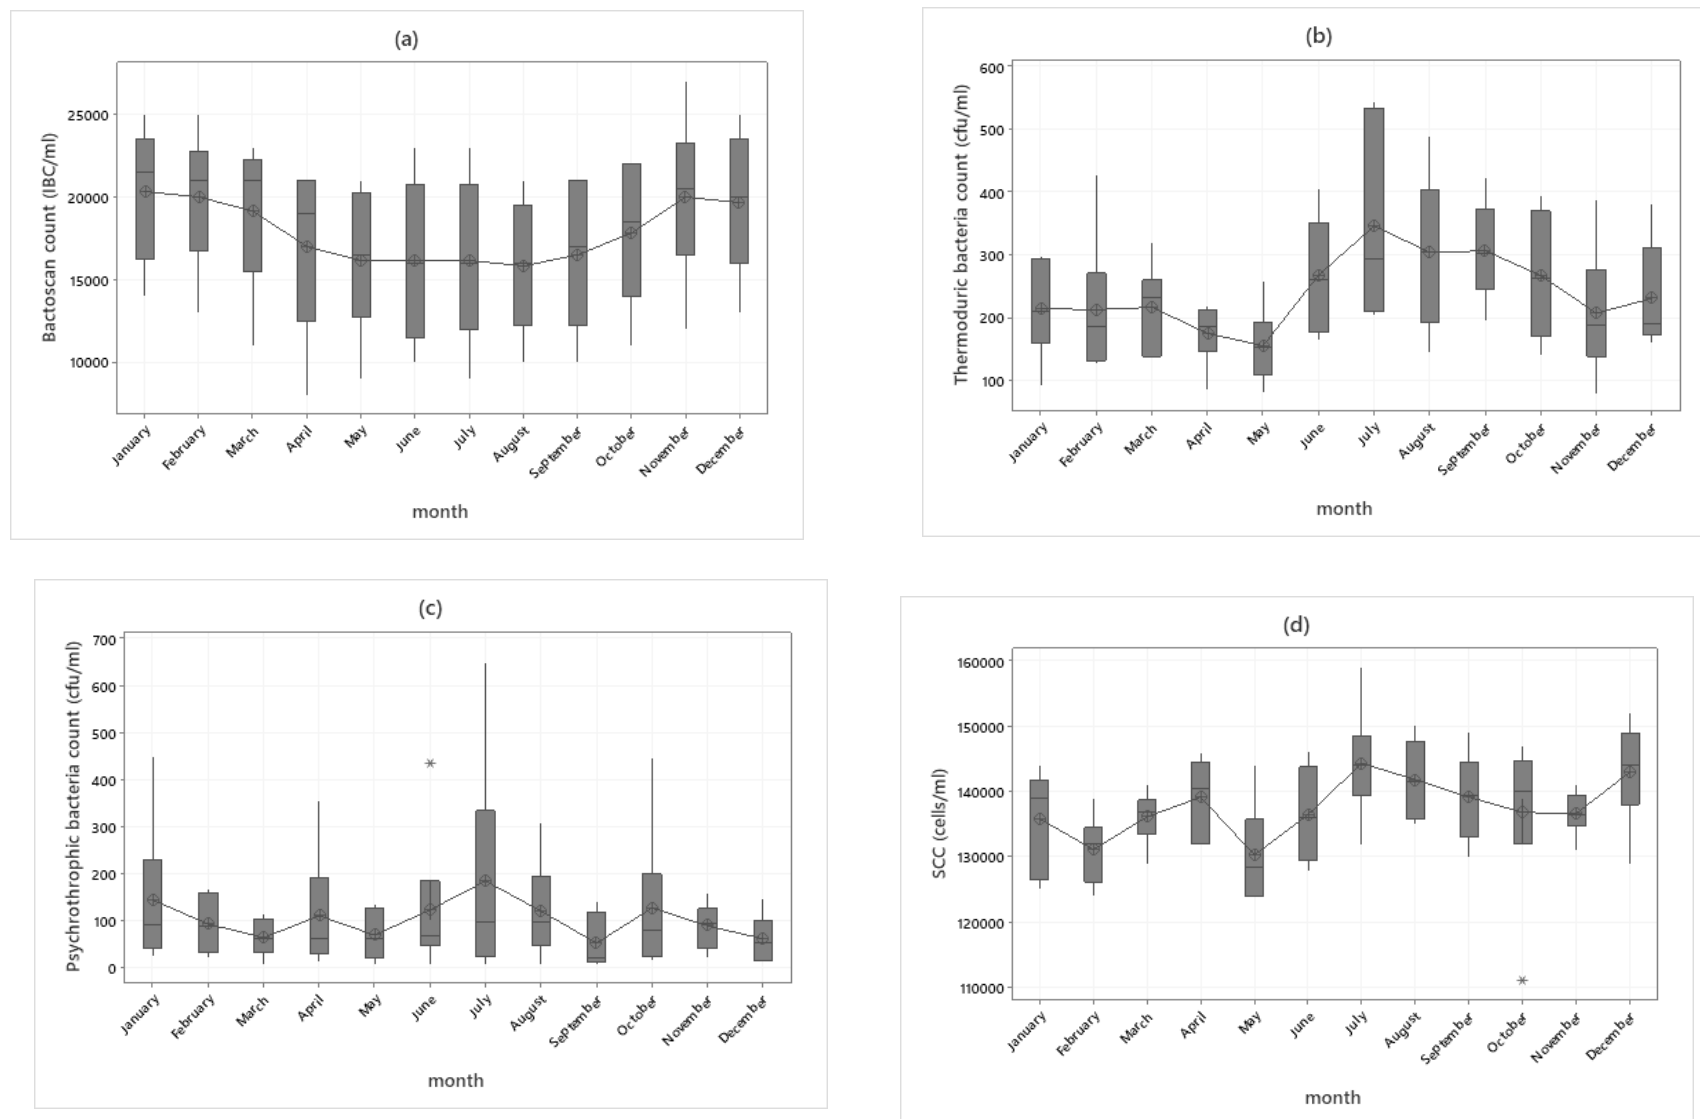 (a)
Bactoscan count (IBC/ml)
25000
20000
15000
10000
January
February
March
April
May
June
July
August
September
October
November
December
month
(b)
Thermoduric bacteria count (cfu/ml)
600
500
400
300
200
100
January
February
March
April
May
June
July
August
September
October
November
December
month
(c)
Psychrothrophic bacteria count (cfu/ml)
700
600
500
400
300
200
100
0
January
February
March
April
May
June
July
August
September
October
November
December
month
(d)
SCC (cells/ml)
160000
150000
140000
130000
120000
110000
January
February
March
April
May
June
July
August
September
October
November
December
month